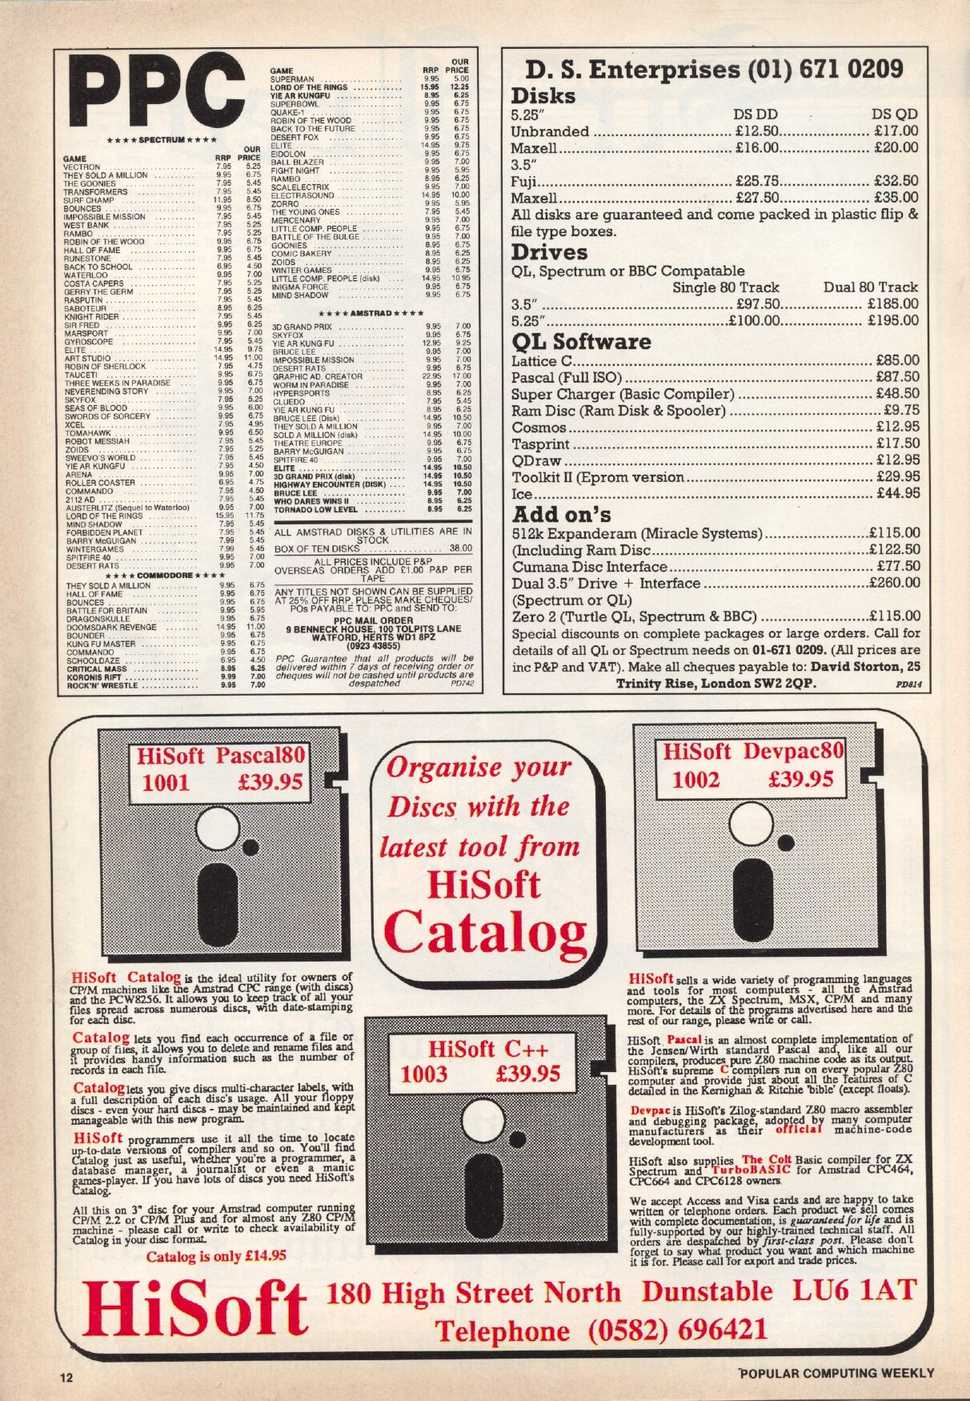 PPC
★★★★SPECTRUM★★★★
OUR
GAME RRP PRICE
VECTRON 7.95 5.25
THEY SOLD A MILLION 9.95 6.75
THE GOONIES 7.95 5.45
TRANSFORMERS 7.95 5.45
SURF CHAMP 11.95 8.50
BOUNCES 9.95 6.75
IMPOSSIBLE MISSION 7.95 5.45
WEST BANK 7.95 5.25
RAMBO 7.95 5.25
ROBIN OF THE WOOD 9.95 6.75
HALL OF FAME 9.95 6.75
RUNESTONE 7.95 5.45
BACK TO SCHOOL 6.95 4.50
WATERLOO 9.95 7.00
COSTA CAPERS 7.95 5.25
GERRY THE GERM 7.95 5.25
RASPUTIN 7.95 5.45
SABOTEUR 8.95 6.25
KNIGHT RIDER 7.95 5.45
SIR FRED 9.95 6.25
MARSPORT 9.95 7.00
GYROSCOPE 7.95 5.45
ELITE 14.95 9.75
ART STUDIO 14.95 11.00
ROBIN OF SHERLOCK 7.95 4.75
TAUCETI 9.95 6.75
THREE WEEKS IN PARADISE 9.95 6.75
NEVERENDING STORY 9.95 7.00
SKYFOX 7.95 5.25
SEAS OF BLOOD 9.95 6.00
SWORDS OF SORCERY 9.95 6.75
XCEL 7.95 4.95
TOMAHAWK 9.95 6.50
ROBOT MESSIAH 7.95 5.45
ZOIDS 7.95 5.25
SWEEVO'S WORLD 7.95 5.45
YIE AR KUNGFU 7.95 4.50
ARENA 9.95 7.00
ROLLER COASTER 6.95 4.75
COMMANDO 7.95 4.50
2112 AD 7.95 5.45
AUSTERLITZ (Sequel to Waterloo) 9.95 7.00
LORD OF THE RINGS 15.95 11.75
MIND SHADOW 7.95 5.45
FORBIDDEN PLANET 7.95 5.45
BARRY McGUIGAN 7.99 5.45
WINTERGAMES 7.99 5.45
SPITFIRE 40 9.95 7.00
DESERT RATS 9.95 7.00
★★★★COMMODORE★★★★
THEY SOLD A MILLION 9.95 6.75
HALL OF FAME 9.95 6.75
BOUNCES 9.95 6.75
BATTLE FOR BRITAIN 9.95 5.95
DRAGONSKULLE 9.95 6.75
DOOMSDARK REVENGE 14.95 11.00
BOUNDER 9.95 6.75
KUNG FU MASTER 9.95 6.75
COMMANDO 9.95 6.75
SCHOOLDAZE 6.95 4.50
CRITICAL MASS 8.95 6.25
KORONIS RIFT 9.99 7.00
ROCK'N' WRESTLE 9.95 7.00
OUR
GAME RRP PRICE
SUPERMAN 9.95 5.00
LORD OF THE RINGS 15.95 12.25
YIE AR KUNGFU 8.95 6.25
SUPERBOWL 9.95 6.75
QUAKE-1 9.95 6.75
ROBIN OF THE WOOD 9.95 6.75
BACK TO THE FUTURE 9.95 6.75
DESERT FOX 9.95 6.75
ELITE 14.95 9.75
EIDOLON 9.95 6.75
BALL BLAZER 9.95 7.00
FIGHT NIGHT 9.95 5.95
RAMBO 8.95 6.25
SCALELECTRIX 9.95 7.00
ELECTRASOUND 14.95 10.00
ZORRO 9.95 5.95
THE YOUNG ONES 7.95 5.45
MERCENARY 9.95 7.00
LITTLE COMP. PEOPLE 9.95 6.75
BATTLE OF THE BULGE 9.95 7.00
GOONIES 8.95 6.25
COMIC BAKERY 8.95 6.25
ZOIDS 8.95 6.25
WINTER GAMES 9.95 7.00
LITTLE COMP. PEOPLE (disk) 14.95 10.95
INIGMA FORCE 9.95 6.75
MIND SHADOW 9.95 6.75
★★★★AMSTRAD★★★★
3D GRAND PRIX 9.95 7.00
SKYFOX 9.95 6.75
YIE AR KUNG FU 12.95 9.25
BRUCE LEE 9.95 7.00
IMPOSSIBLE MISSION 9.95 7.00
DESERT RATS 9.95 6.75
GRAPHIC AD. CREATOR 22.95 17.00
WORM IN PARADISE 9.95 7.00
HYPERSPORTS 8.95 6.25
CLUEDO 7.95 5.45
YIE AR KUNG FU 8.95 6.25
BRUCE LEE (Disk) 14.95 10.50
THEY SOLD A MILLION 9.95 7.00
SOLD A MILLION (disk) 14.95 10.00
THEATRE EUROPE 9.95 6.75
BARRY McGUIGAN 9.95 6.75
SPITFIRE 40 9.95 7.00
ELITE 14.95 10.50
3D GRAND PRIX (disk) 14.95 10.50
HIGHWAY ENCOUNTER (DISK) 14.95 10.50
BRUCE LEE 9.95 7.00
WHO DARES WINS II 8.95 6.25
TORNADO LOW LEVEL 8.95 6.25
ALL AMSTRAD DISKS & UTILITIES ARE IN
STOCK
BOX OF TEN DISKS 38.00
ALL PRICES INCLUDE P&P
OVERSEAS ORDERS ADD £1.00 P&P PER
TAPE
ANY TITLES NOT SHOWN CAN BE SUPPLIED
AT 25% OFF RRP, PLEASE MAKE CHEQUES/
POs PAYABLE TO: PPC and SEND TO:
PPC MAIL ORDER
9 BENNECK HOUSE, 100 TOLPITS LANE
WATFORD, HERTS WD1 8PZ
(0923 43855)
PPC Guarantee that all products will be
delivered within 7 days of receiving order or
cheques will not be cashed until products are
despatched PD742
D. S. Enterprises (01) 671 0209
Disks
5.25" DS DD DS QD
Unbranded £12.50 £17.00
Maxell £16.00 £20.00
3.5"
Fuji £25.75 £32.50
Maxell £27.50 £35.00
All disks are guaranteed and come packed in plastic flip &
file type boxes.
Drives
QL, Spectrum or BBC Compatable
Single 80 Track Dual 80 Track
3.5" £97.50 £185.00
5.25" £100.00 £195.00
QL Software
Lattice C £85.00
Pascal (Full ISO) £87.50
Super Charger (Basic Compiler) £48.50
Ram Disc (Ram Disk & Spooler) £9.75
Cosmos £12.95
Tasprint £17.50
QDraw £12.95
Toolkit II (Eprom version £29.95
Ice £44.95
Add on's
512k Expanderam (Miracle Systems) £115.00
(Including Ram Disc £122.50
Cumana Disc Interface £77.50
Dual 3.5" Drive + Interface £260.00
(Spectrum or QL)
Zero 2 (Turtle QL, Spectrum & BBC) £115.00
Special discounts on complete packages or large orders. Call for
details of all QL or Spectrum needs on 01-671 0209. (All prices are
inc P&P and VAT). Make all cheques payable to: David Storton, 25
Trinity Rise, London SW2 2QP. PD814
HiSoft Pascal80
1001 £39.95
Organise your
Discs with the
latest tool from
HiSoft
Catalog
HiSoft Devpac80
1002 £39.95
HiSoft Catalog is the ideal utility for owners of
CP/M machines like the Amstrad CPC range (with discs)
and the PCW8256. It allows you to keep track of all your
files spread across numerous discs, with date-stamping
for each disc.
Catalog lets you find each occurrence of a file or
group of files, it allows you to delete and rename files and
it provides handy information such as the number of
records in each file.
Catalog lets you give discs multi-character labels, with
a full description of each disc's usage. All your floppy
discs - even your hard discs - may be maintained and kept
manageable with this new program.
HiSoft programmers use it all the time to locate
up-to-date versions of compilers and so on. You'll find
Catalog just as useful, whether you're a programmer, a
database manager, a journalist or even a manic
games-player. If you have lots of discs you need HiSoft's
Catalog.
All this on 3" disc for your Amstrad computer running
CP/M 2.2 or CP/M Plus and for almost any Z80 CP/M
machine - please call or write to check availability of
Catalog in your disc format.
Catalog is only £14.95
HiSoft C++
1003 £39.95
HiSoft sells a wide variety of programming languages
and tools for most computers - all the Amstrad
computers, the ZX Spectrum, MSX, CP/M and many
more. For details of the programs advertised here and the
rest of our range, please write or call.
HiSoft Pascal is an almost complete implementation of
the Jensen/Wirth standard Pascal and, like all our
compilers, produces pure Z80 machine code as its output.
HiSoft's supreme C compilers run on every popular Z80
computer and provide just about all the features of C
detailed in the Kernighan & Ritchie 'bible' (except floats).
Devpac is HiSoft's Zilog-standard Z80 macro assembler
and debugging package, adopted by many computer
manufacturers as their official machine-code
development tool.
HiSoft also supplies The Colt Basic compiler for ZX
Spectrum and TurboBASIC for Amstrad CPC464,
CPC664 and CPC6128 owners.
We accept Access and Visa cards and are happy to take
written or telephone orders. Each product we sell comes
with complete documentation, is guaranteed for life and is
fully-supported by our highly-trained technical staff. All
orders are despatched by first-class post. Please don't
forget to say what product you want and which machine
it is for. Please call for export and trade prices.
HiSoft 180 High Street North Dunstable LU6 1AT
Telephone (0582) 696421
12
POPULAR COMPUTING WEEKLY